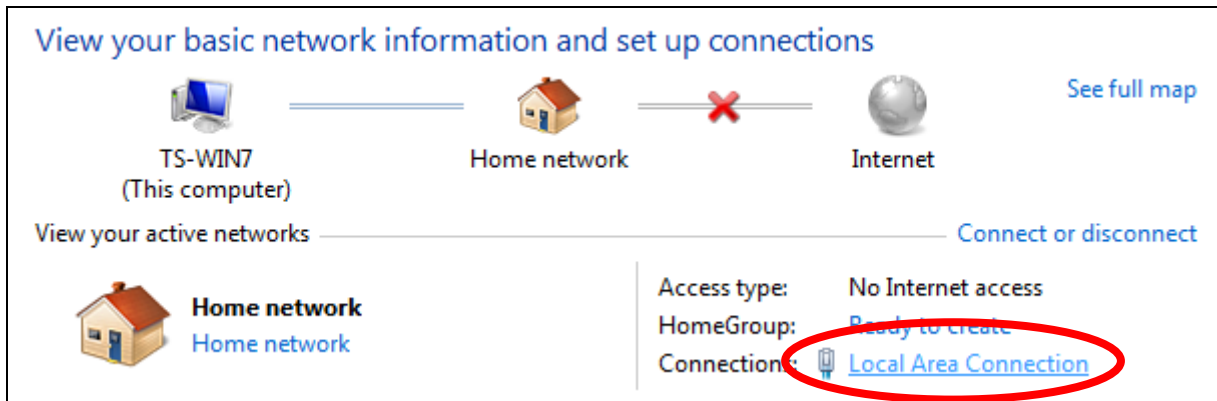 View your basic network information and set up connections
See full map
TS-WIN7
(This computer)
Home network
Internet
View your active networks
Connect or disconnect
Home network
Home network
Access type: No Internet access
HomeGroup: Ready to create
Connections: Local Area Connection